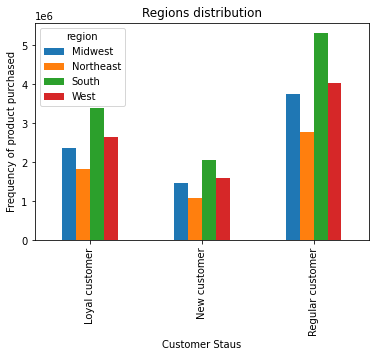 Regions distribution
1e6
region
Midwest
Northeast
South
West
5
4
3
2
1
0
Frequency of product purchased
Loyal customer
New customer
Regular customer
Customer Staus